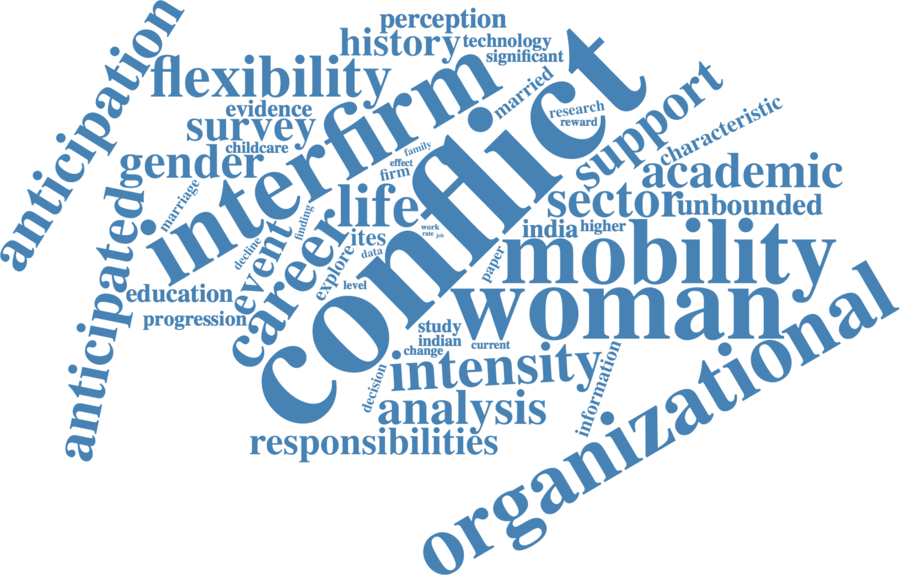 perception
history
technology
significant
anticipation
flexibility
married
evidence
interfirm
conflict
research
reward
support
characteristic
survey
childcare
family
gender
effect
firm
academic
marriage
life
sector
unbounded
anticipated
finding
career
work
rate
job
india
higher
ites
data
mobility
decline
event
explore
paper
level
education
woman
progression
organizational
study
indian
change
current
intensity
information
decision
analysis
responsibilities